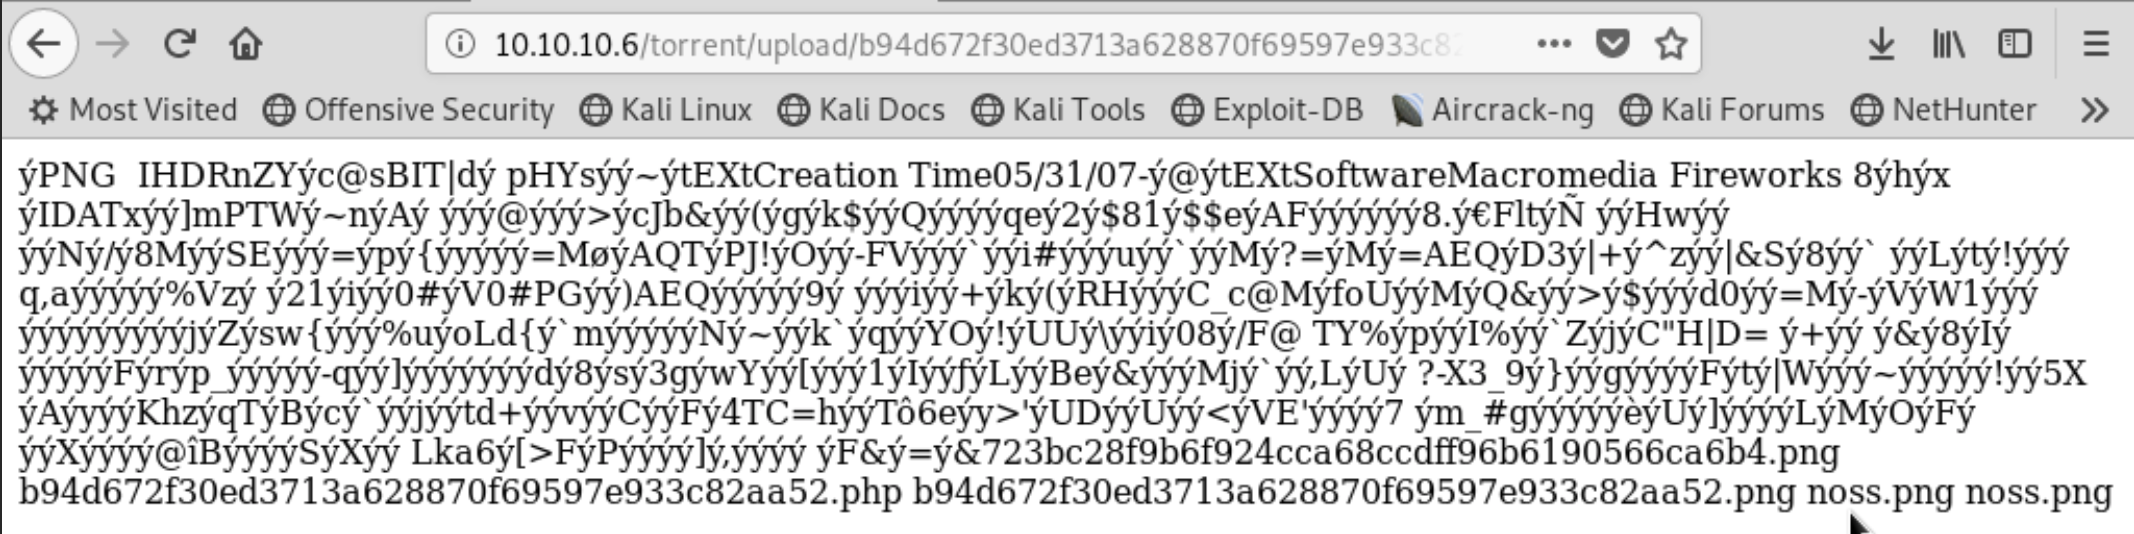 10.10.10.6/torrent/upload/b94d672f30ed3713a628870f69597e933c82
Most Visited Offensive Security Kali Linux Kali Docs Kali Tools Exploit-DB Aircrack-ng Kali Forums NetHunter
ýPNG IHDRnZYýc@sBIT|dý pHYsýý~ýtEXtCreation Time05/31/07-ý@ýtEXtSoftwareMacromedia Fireworks 8ýhýx
ýIDATxýý]mPTWý~nýAý ýýý@ýýý>ýcJb&ýý(ýgýk$ýýQýýýýqeý2ý$81ý$$eýAFýýýýýý8.ý€FltýÑ ýýHwýý
ýýNý/ý8MýýSEýýý=ýpý{ýýýýý=MøýAQTýPJ!ýOýý-FVýýý`ýýi#ýýýuýý`ýýMý?=ýMý=AEQýD3ý|+ý^zýý|&Sý8ýý` ýýLýtý!ýýý
q,aýýýýý%Vzý ý21ýiýý0#ýV0#PGýý)AEQýýýýý9ý ýýýiýý+ýký(ýRHýýýC_c@MýfoUýýMýQ&ýý>ý$ýýýd0ýý=Mý-ýVýW1ýýý
ýýýýýýýýýjýZýsw{ýýý%uýoLd{ý`mýýýýýNý~ýýk`ýqýýYOý!ýUUý\ýýiý08ý/F@ TY%ýpýýI%ýý`ZýjýC"H|D= ý+ýý ý&ý8ýIý
ýýýýýFýrýp_ýýýýý-qýý]ýýýýýýýdý8ýsý3gýwYýý[ýýý1ýIýýƒýLýýBeý&ýýýMjý`ýý,LýUý ?-X3_9ý}ýýgýýýýFýtý|Wýýý~ýýýýý!ýý5X
ýAýýýýKhzýqTýBýcý`ýýjýýtd+ýývýýCýýFý4TC=hýýTô6eýy>'ýUDýýUýý<ýVE'ýýýý7 ým_#gýýýýýèýUý]ýýýýLýMýOýFý
ýýXýýýý@îBýýýýSýXýý Lka6ý[>FýPýýýý]ý,ýýýý ýF&ý=ý&723bc28f9b6f924cca68ccdff96b6190566ca6b4.png
b94d672f30ed3713a628870f69597e933c82aa52.php b94d672f30ed3713a628870f69597e933c82aa52.png noss.png noss.png